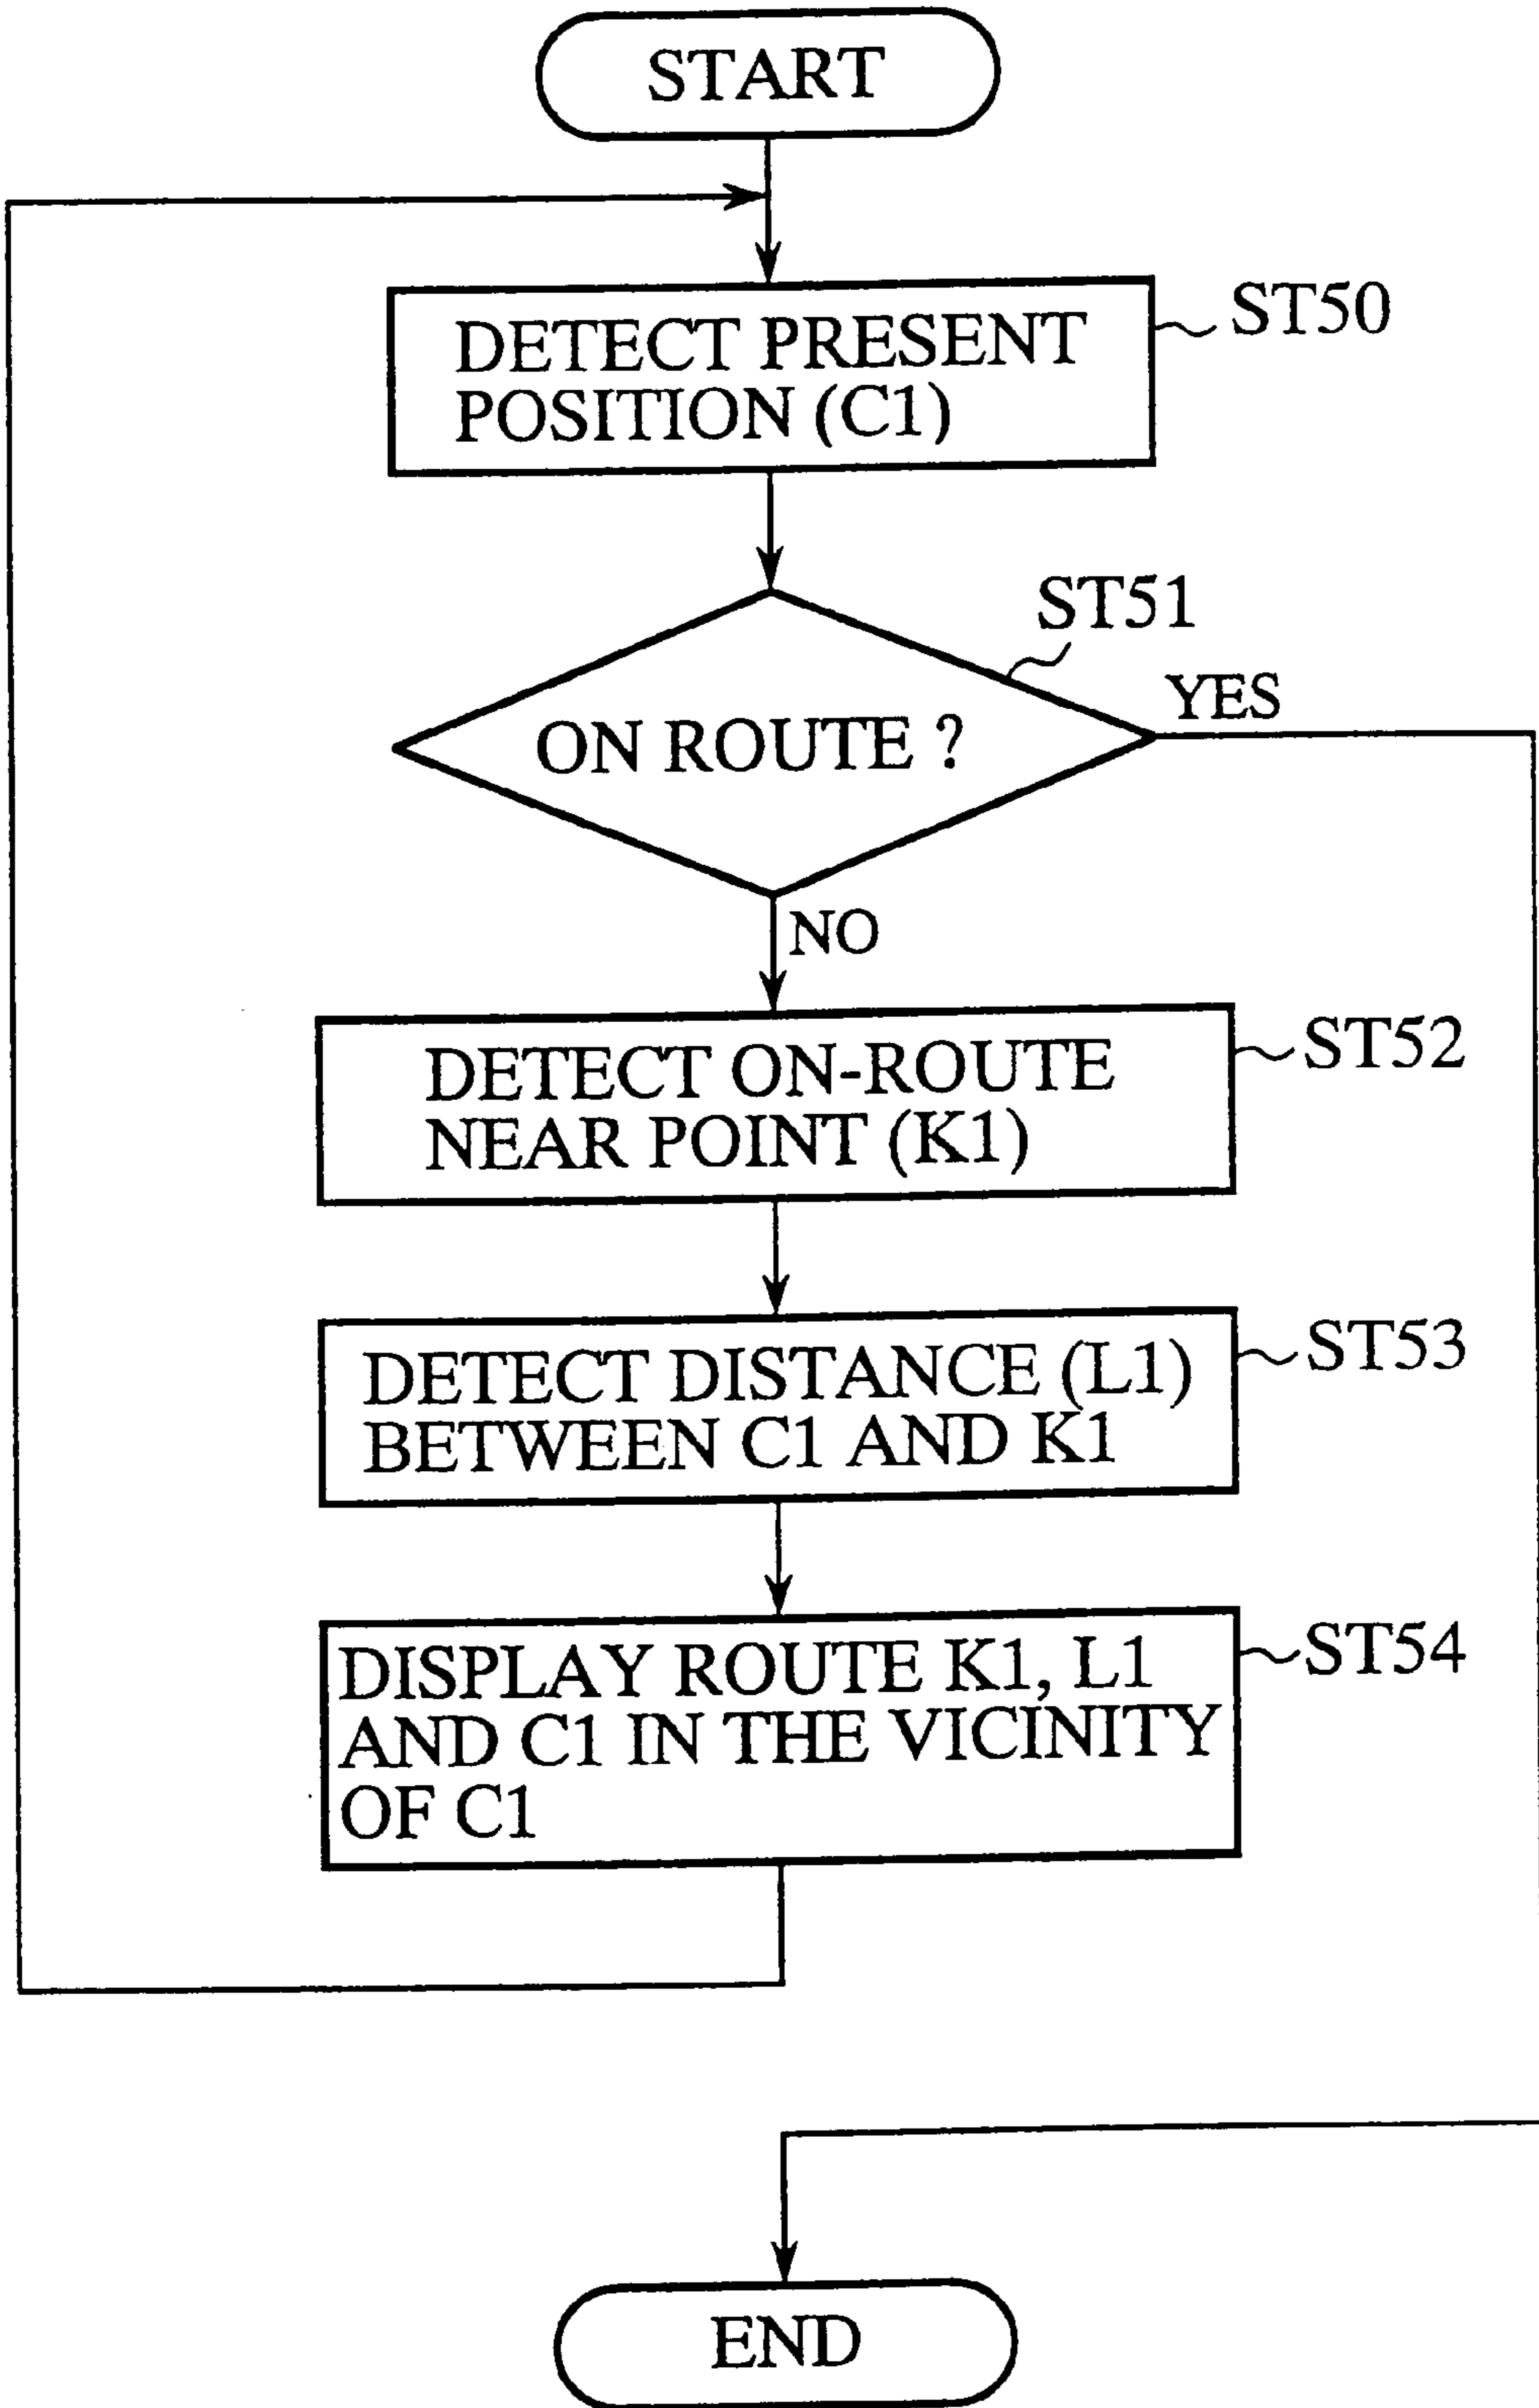 START
DETECT PRESENT
POSITION (C1)
ST50
ST51
ON ROUTE ?
YES
NO
DETECT ON-ROUTE
NEAR POINT (K1)
ST52
DETECT DISTANCE (L1)
BETWEEN C1 AND K1
ST53
DISPLAY ROUTE K1, L1
AND C1 IN THE VICINITY
OF C1
ST54
END